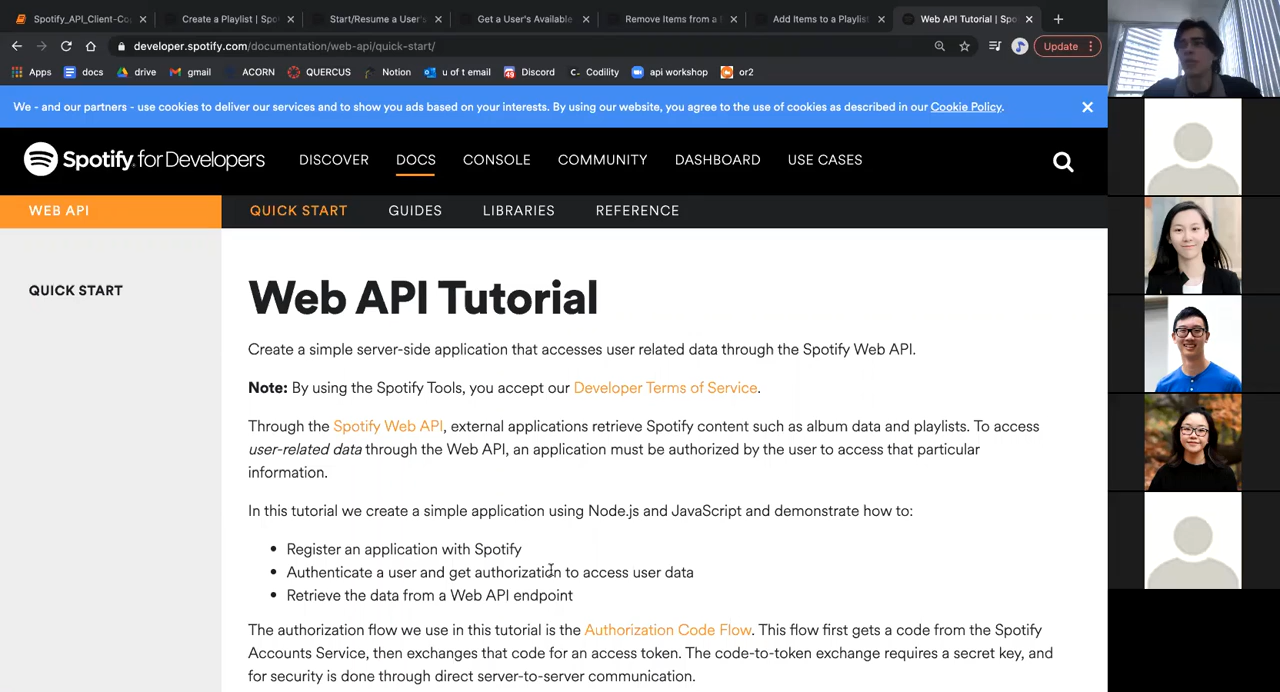 Spotify_API_Client-Co
Create a Playlist | Spo
Start/Resume a User's
Get a User's Available
Remove Items from a
Add Items to a Playlis
Web API Tutorial | Spo
developer.spotify.com/documentation/web-api/quick-start/
Update
Apps docs drive gmail ACORN QUERCUS Notion u of t email Discord Codility api workshop or2
We - and our partners - use cookies to deliver our services and to show you ads based on your interests. By using our website, you agree to the use of cookies as described in our Cookie Policy.
Spotify for Developers DISCOVER DOCS CONSOLE COMMUNITY DASHBOARD USE CASES
WEB API QUICK START GUIDES LIBRARIES REFERENCE
QUICK START
Web API Tutorial
Create a simple server-side application that accesses user related data through the Spotify Web API.
Note: By using the Spotify Tools, you accept our Developer Terms of Service.
Through the Spotify Web API, external applications retrieve Spotify content such as album data and playlists. To access
user-related data through the Web API, an application must be authorized by the user to access that particular
information.
In this tutorial we create a simple application using Node.js and JavaScript and demonstrate how to:
• Register an application with Spotify
• Authenticate a user and get authorization to access user data
• Retrieve the data from a Web API endpoint
The authorization flow we use in this tutorial is the Authorization Code Flow. This flow first gets a code from the Spotify
Accounts Service, then exchanges that code for an access token. The code-to-token exchange requires a secret key, and
for security is done through direct server-to-server communication.